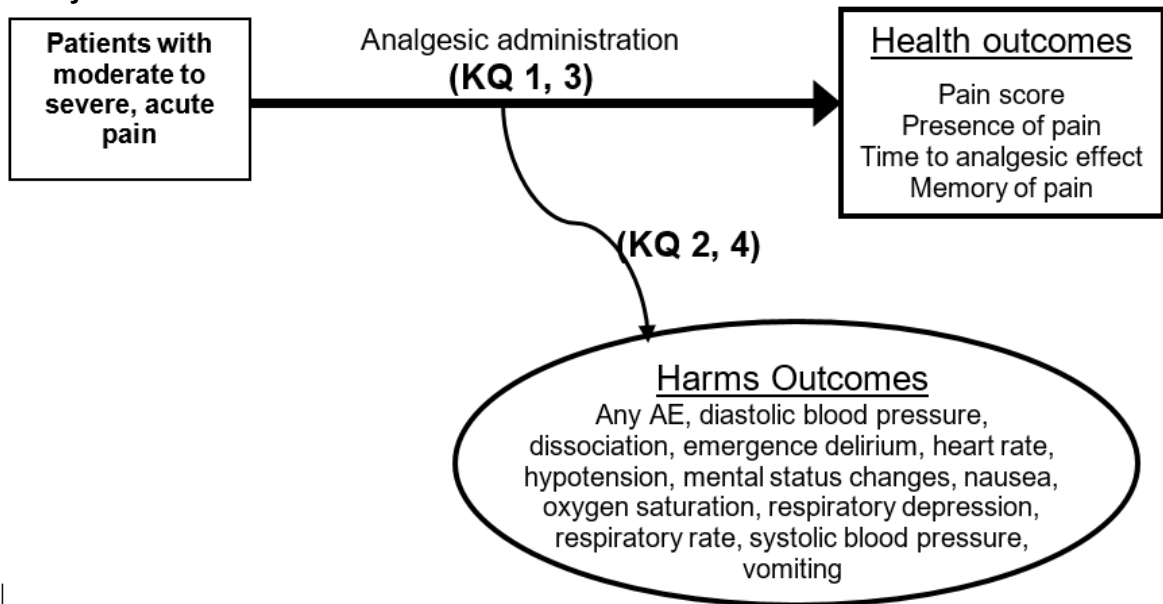 Patients with
moderate to
severe, acute
pain
Analgesic administration
(KQ 1, 3)
Health outcomes
Pain score
Presence of pain
Time to analgesic effect
Memory of pain
(KQ 2, 4)
Harms Outcomes
Any AE, diastolic blood pressure,
dissociation, emergence delirium, heart rate,
hypotension, mental status changes, nausea,
oxygen saturation, respiratory depression,
respiratory rate, systolic blood pressure,
vomiting